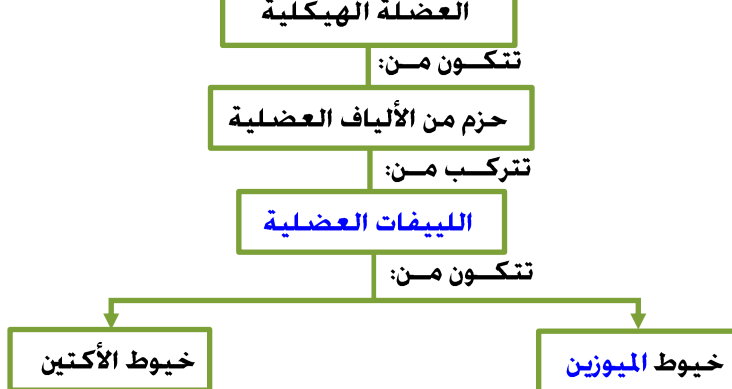 العضلة الهيكلية
تتكـــون مـــن:
حزم من الألياف العضلية
تتركـــب مـــن:
اللييفات العضلية
تتكـــون مـــن:
خيوط الميوزين
خيوط الأكتين